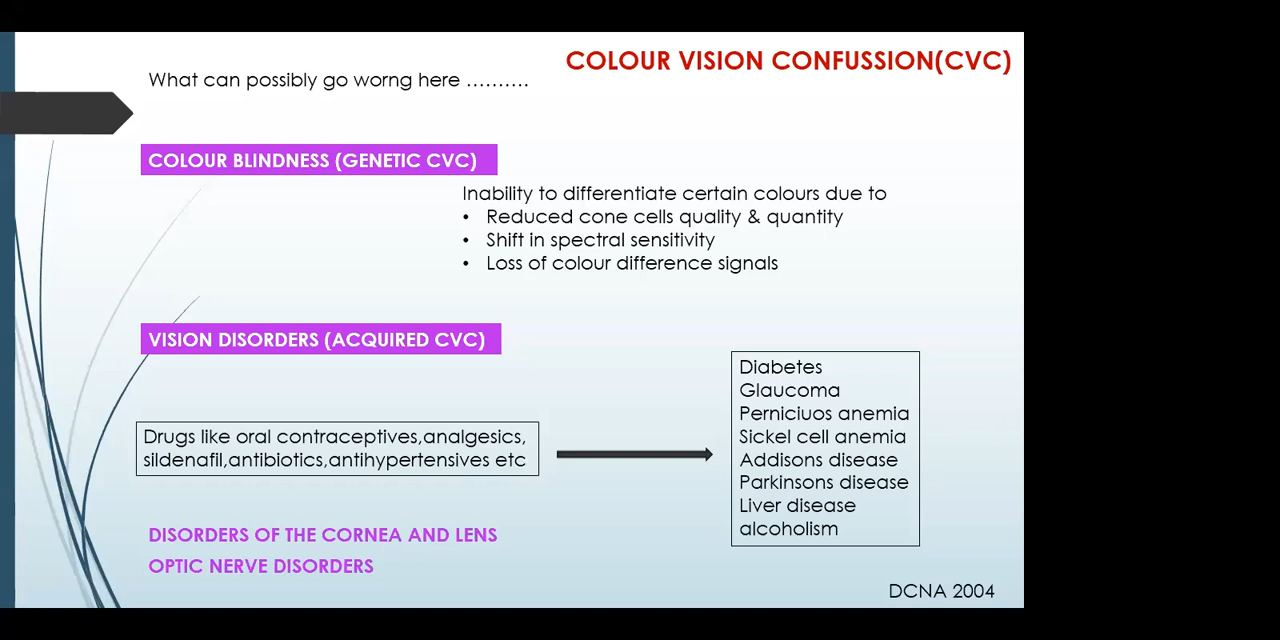 COLOUR VISION CONFUSSION(CVC)
What can possibly go worng here ..........
COLOUR BLINDNESS (GENETIC CVC)
Inability to differentiate certain colours due to
• Reduced cone cells quality & quantity
• Shift in spectral sensitivity
• Loss of colour difference signals
VISION DISORDERS (ACQUIRED CVC)
Drugs like oral contraceptives,analgesics,
sildenafil,antibiotics,antihypertensives etc
Diabetes
Glaucoma
Perniciuos anemia
Sickel cell anemia
Addisons disease
Parkinsons disease
Liver disease
alcoholism
DISORDERS OF THE CORNEA AND LENS
OPTIC NERVE DISORDERS
DCNA 2004